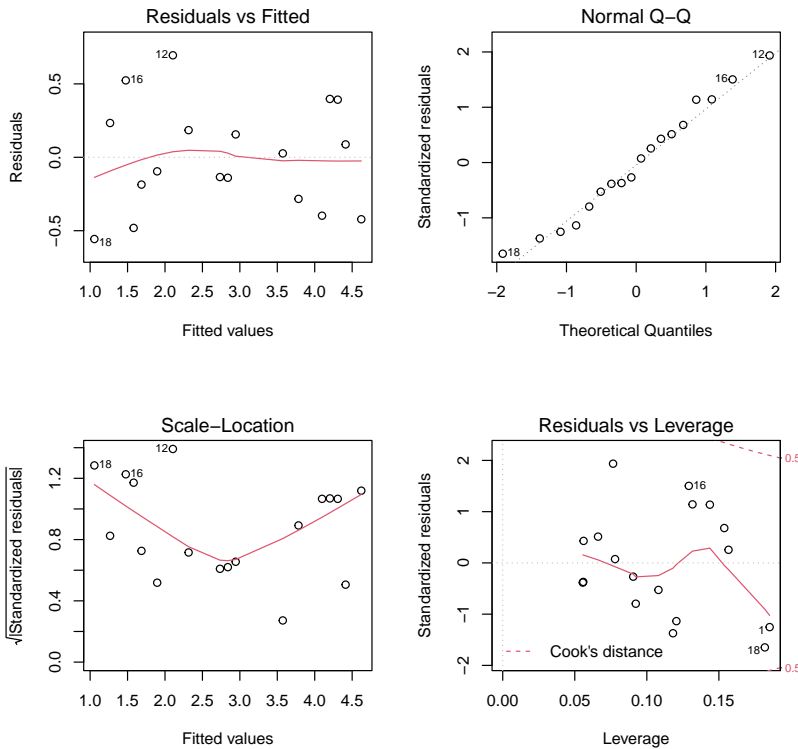 Residuals vs Fitted
Residuals
0.5
0.0
−0.5
12
16
18
1.0 1.5 2.0 2.5 3.0 3.5 4.0 4.5
Fitted values
Normal Q−Q
Standardized residuals
2
1
0
−1
12
16
18
−2 −1 0 1 2
Theoretical Quantiles
Scale−Location
√|Standardized residuals|
1.2
0.8
0.4
0.0
12
18
16
1.0 1.5 2.0 2.5 3.0 3.5 4.0 4.5
Fitted values
Residuals vs Leverage
Standardized residuals
2
1
0
−1
−2
0.5
16
1
18
Cook's distance
0.5
0.00 0.05 0.10 0.15
Leverage